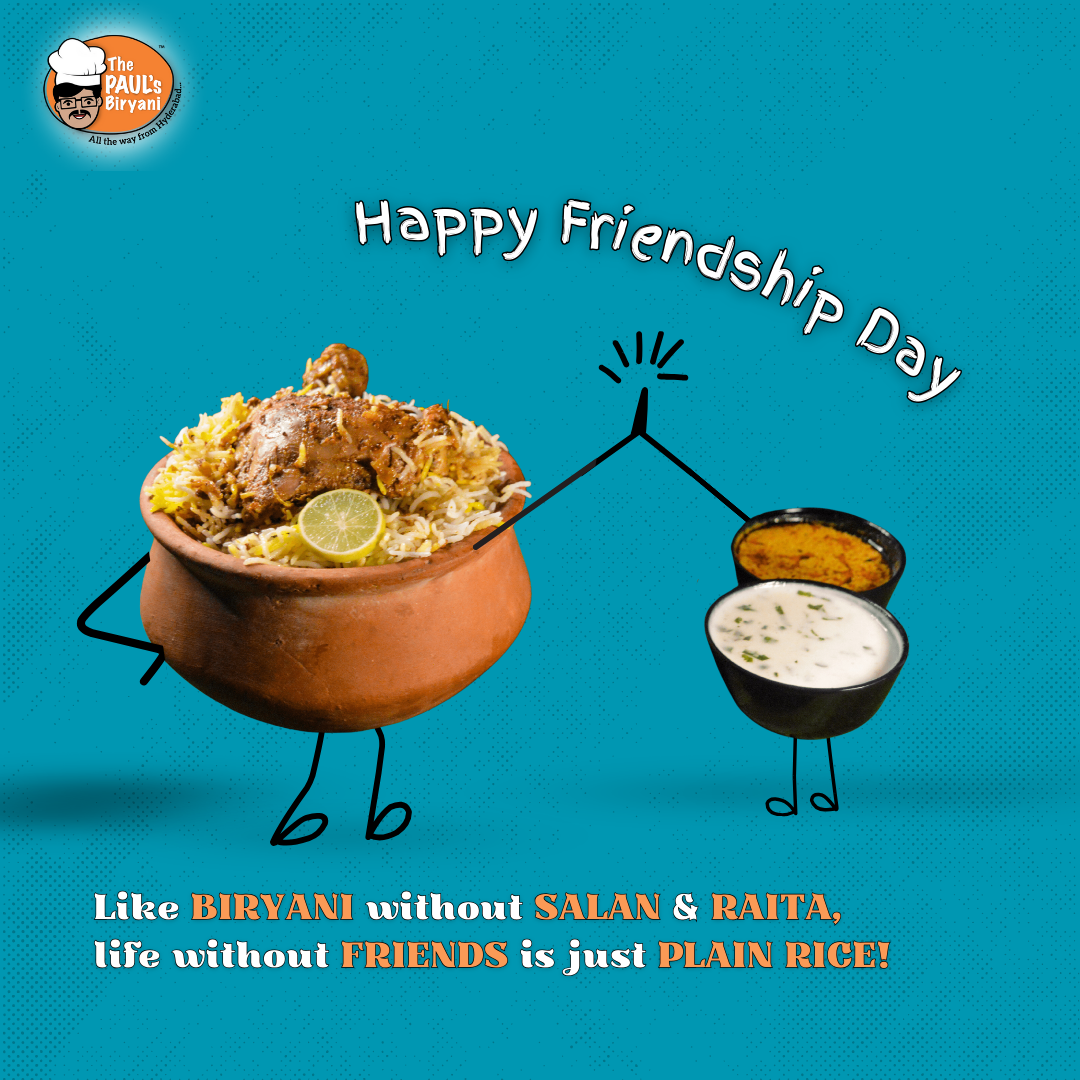 The
PAUL's
Biryani
™
All the way from Hyderabad...
Happy Friendship Day
Like BIRYANI without SALAN & RAITA,
life without FRIENDS is just PLAIN RICE!